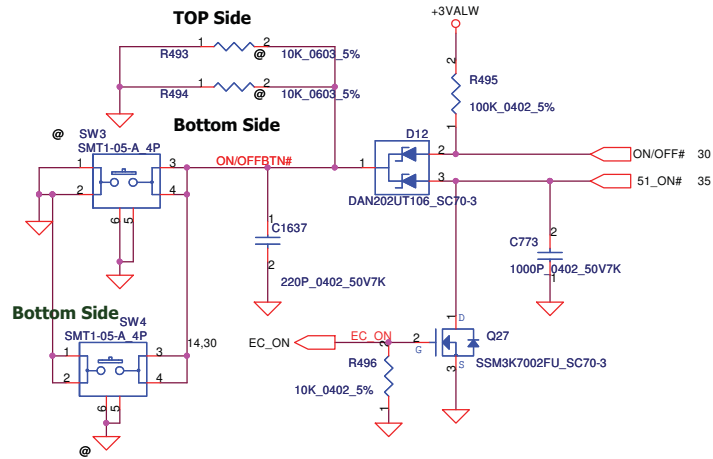 TOP Side
+3VALW
1 2
R493 @ 10K_0603_5%
1 2
R494 @ 10K_0603_5%
2
R495
100K_0402_5%
1
Bottom Side
@
SW3
SMT1-05-A_4P
1 3
2 4
6 5
ON/OFFBTN#
D12
1 2
3
DAN202UT106_SC70-3
ON/OFF# 30
51_ON# 35
1
C1637
2
220P_0402_50V7K
2
C773
1000P_0402_50V7K
1
Bottom Side
SW4
SMT1-05-A_4P
14,30
1 3
2 4
6 5
@
EC_ON
EC_ON
2
R496
10K_0402_5%
1
1 D
2
G
Q27
SSM3K7002FU_SC70-3
3 S